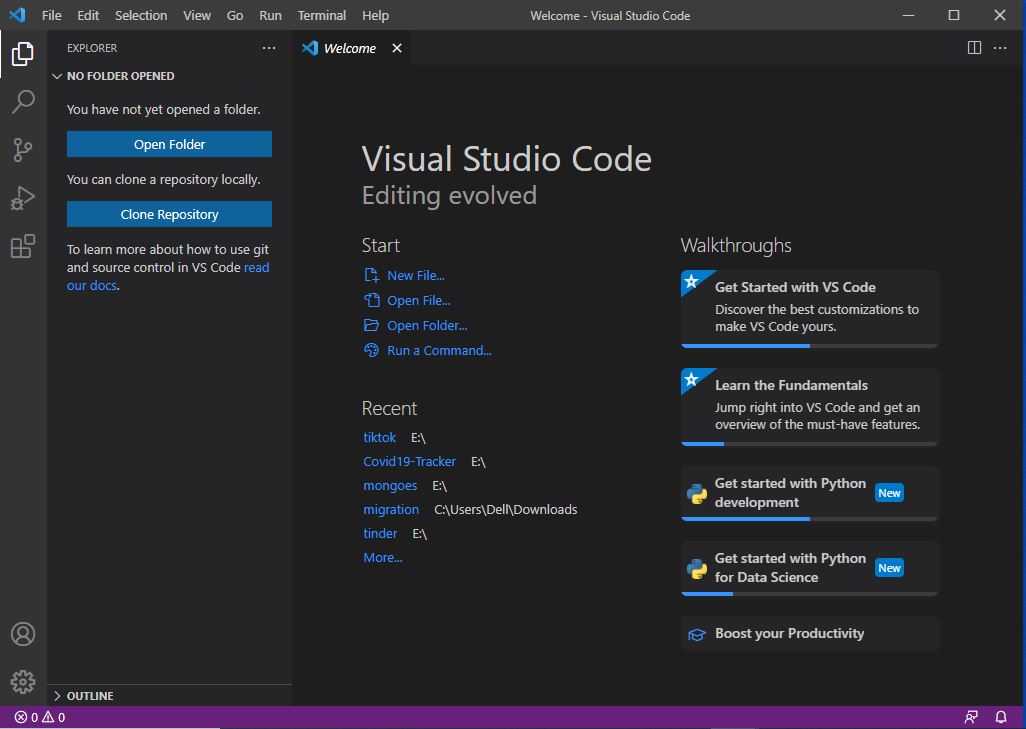 File Edit Selection View Go Run Terminal Help
Welcome - Visual Studio Code
EXPLORER
Welcome
NO FOLDER OPENED
You have not yet opened a folder.
Open Folder
You can clone a repository locally.
Clone Repository
To learn more about how to use git
and source control in VS Code read
our docs.
OUTLINE
Visual Studio Code
Editing evolved
Start
New File...
Open File...
Open Folder...
Run a Command...
Recent
tiktok E:\
Covid19-Tracker E:\
mongoes E:\
migration C:\Users\Dell\Downloads
tinder E:\
More...
Walkthroughs
Get Started with VS Code
Discover the best customizations to
make VS Code yours.
Learn the Fundamentals
Jump right into VS Code and get an
overview of the must-have features.
Get started with Python
development
New
Get started with Python
for Data Science
New
Boost your Productivity
0 0